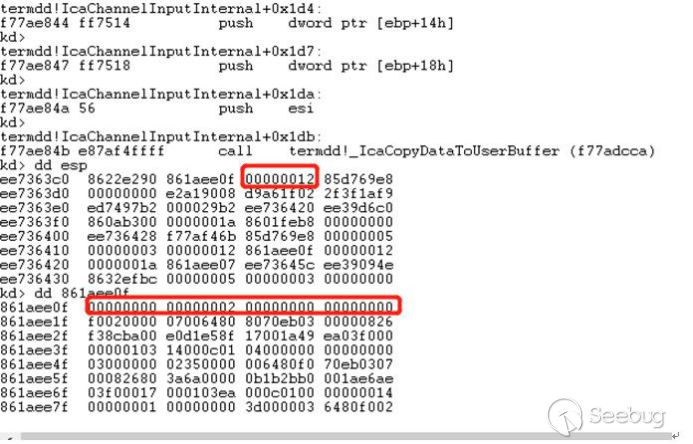 termdd!IcaChannelInputInternal+0x1d4:
f77ae844 ff7514 push dword ptr [ebp+14h]
kd>
termdd!IcaChannelInputInternal+0x1d7:
f77ae847 ff7518 push dword ptr [ebp+18h]
kd>
termdd!IcaChannelInputInternal+0x1da:
f77ae84a 56 push esi
kd>
termdd!IcaChannelInputInternal+0x1db:
f77ae84b e87af4ffff call termdd!_IcaCopyDataToUserBuffer (f77adcca)
kd> dd esp
ee7363c0 8622e290 861aee0f 00000012 85d769e8
ee7363d0 00000000 e2a19008 d9a61f02 2f3f1af9
ee7363e0 ed7497b2 000029b2 ee736420 ee39d6c0
ee7363f0 860ab300 0000001a 8601feb8 00000000
ee736400 ee736428 f77af46b 85d769e8 00000005
ee736410 00000003 00000012 861aee0f 00000012
ee736420 0000001a 861aee07 ee73645c ee39094e
ee736430 8632efbc 00000005 00000003 00000000
kd> dd 861aee0f
861aee0f 00000000 00000002 00000000 00000000
861aee1f f0020000 07006480 8070eb03 00000826
861aee2f f38cba00 e0d1e58f 17001a49 ea03f000
861aee3f 00000103 14000c01 04000000 00000000
861aee4f 03000000 02350000 006480f0 70eb0307
861aee5f 00082680 3a6a0000 0b1b2bb0 001ae6ae
861aee6f 03f00017 000103ea 000c0100 00000014
861aee7f 00000001 00000000 3d000003 6480f002
Seebug